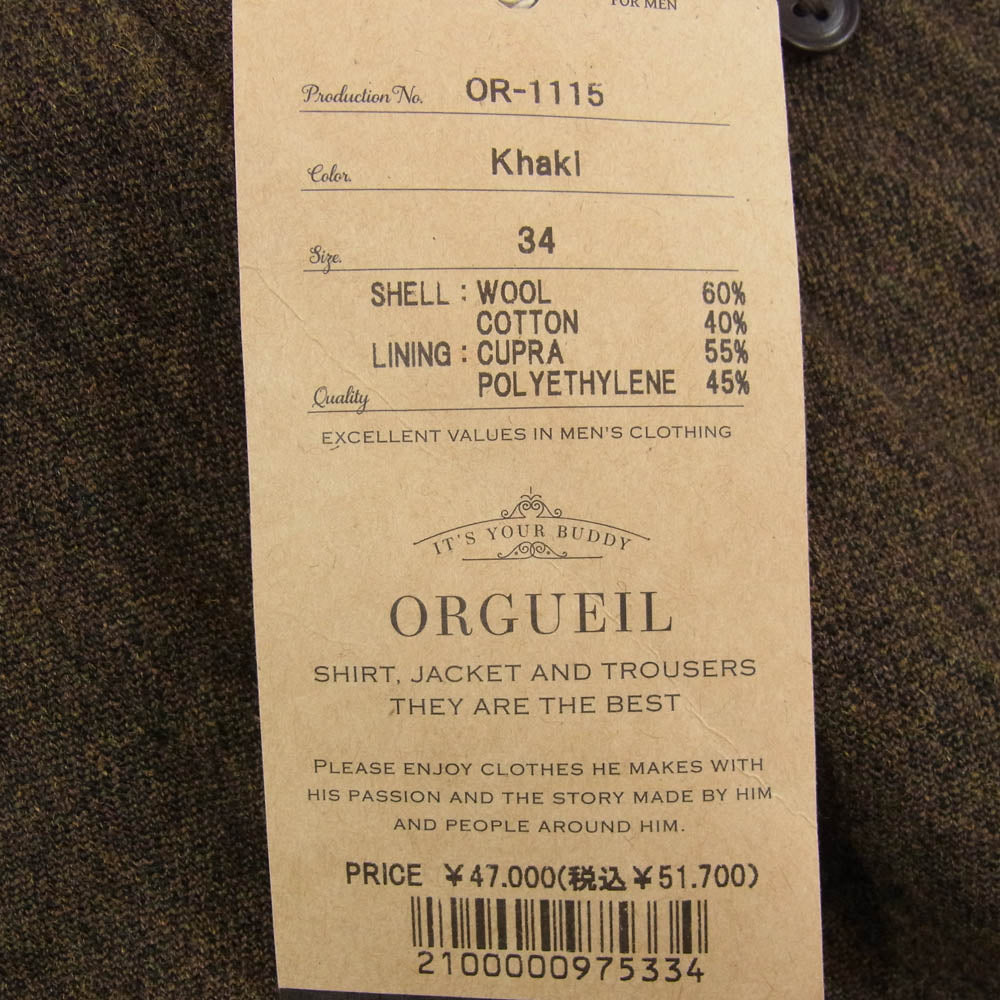 FOR MEN
Production No. OR-1115
Color. Khaki
Size. 34
SHELL : WOOL 60%
COTTON 40%
LINING : CUPRA 55%
POLYETHYLENE 45%
Quality
EXCELLENT VALUES IN MEN'S CLOTHING
IT'S YOUR BUDDY
ORGUEIL
SHIRT, JACKET AND TROUSERS
THEY ARE THE BEST
PLEASE ENJOY CLOTHES HE MAKES WITH
HIS PASSION AND THE STORY MADE BY HIM
AND PEOPLE AROUND HIM.
PRICE ¥47.000(税込¥51.700)
2100000975334